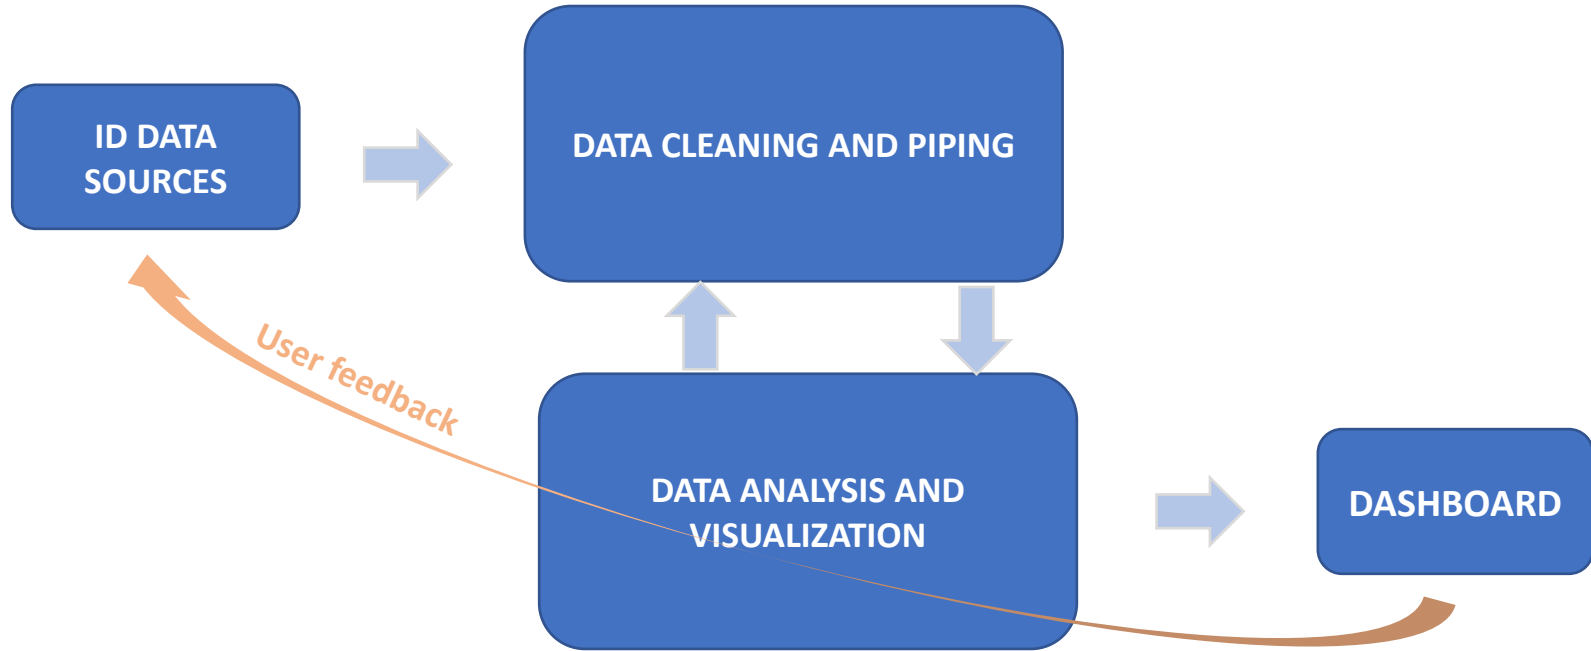 ID DATA
SOURCES
DATA CLEANING AND PIPING
User feedback
DATA ANALYSIS AND
VISUALIZATION
DASHBOARD